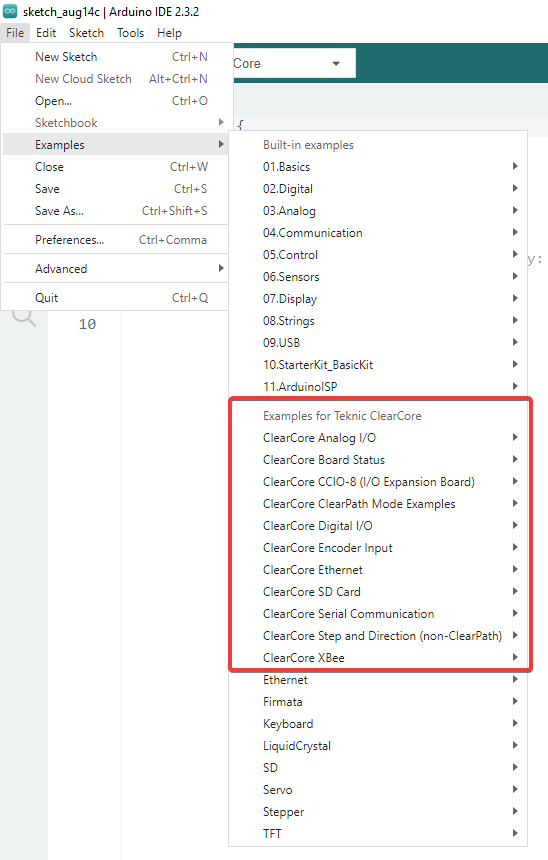 sketch_aug14c | Arduino IDE 2.3.2
File Edit Sketch Tools Help
New Sketch Ctrl+N
New Cloud Sketch Alt+Ctrl+N
Open... Ctrl+O
Sketchbook
Examples
Close Ctrl+W
Save Ctrl+S
Save As... Ctrl+Shift+S
Preferences... Ctrl+Comma
Advanced
Quit Ctrl+Q
Core
{
y:
10
Built-in examples
01.Basics
02.Digital
03.Analog
04.Communication
05.Control
06.Sensors
07.Display
08.Strings
09.USB
10.StarterKit_BasicKit
11.ArduinoISP
Examples for Teknic ClearCore
ClearCore Analog I/O
ClearCore Board Status
ClearCore CCIO-8 (I/O Expansion Board)
ClearCore ClearPath Mode Examples
ClearCore Digital I/O
ClearCore Encoder Input
ClearCore Ethernet
ClearCore SD Card
ClearCore Serial Communication
ClearCore Step and Direction (non-ClearPath)
ClearCore XBee
Ethernet
Firmata
Keyboard
LiquidCrystal
SD
Servo
Stepper
TFT